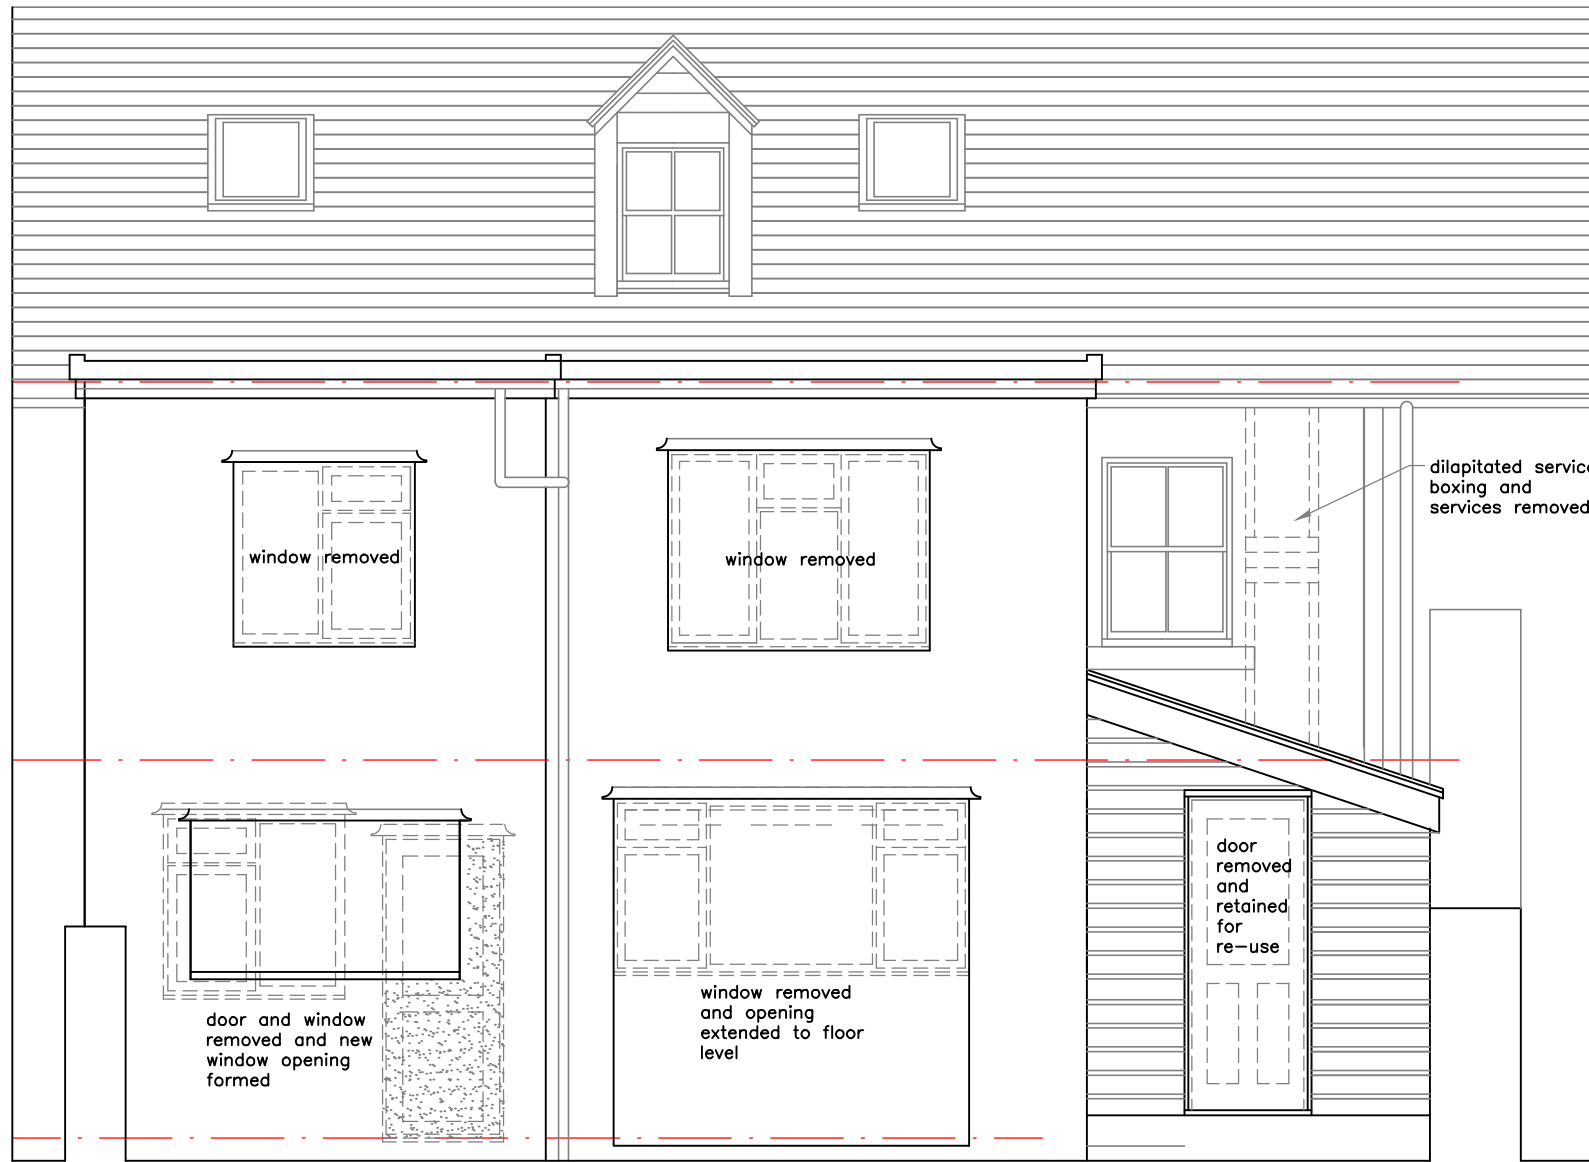 window removed
window removed
dilapitated service
boxing and
services removed
door
removed
and
retained
for
re-use
door and window
removed and new
window opening
formed
window removed
and opening
extended to floor
level